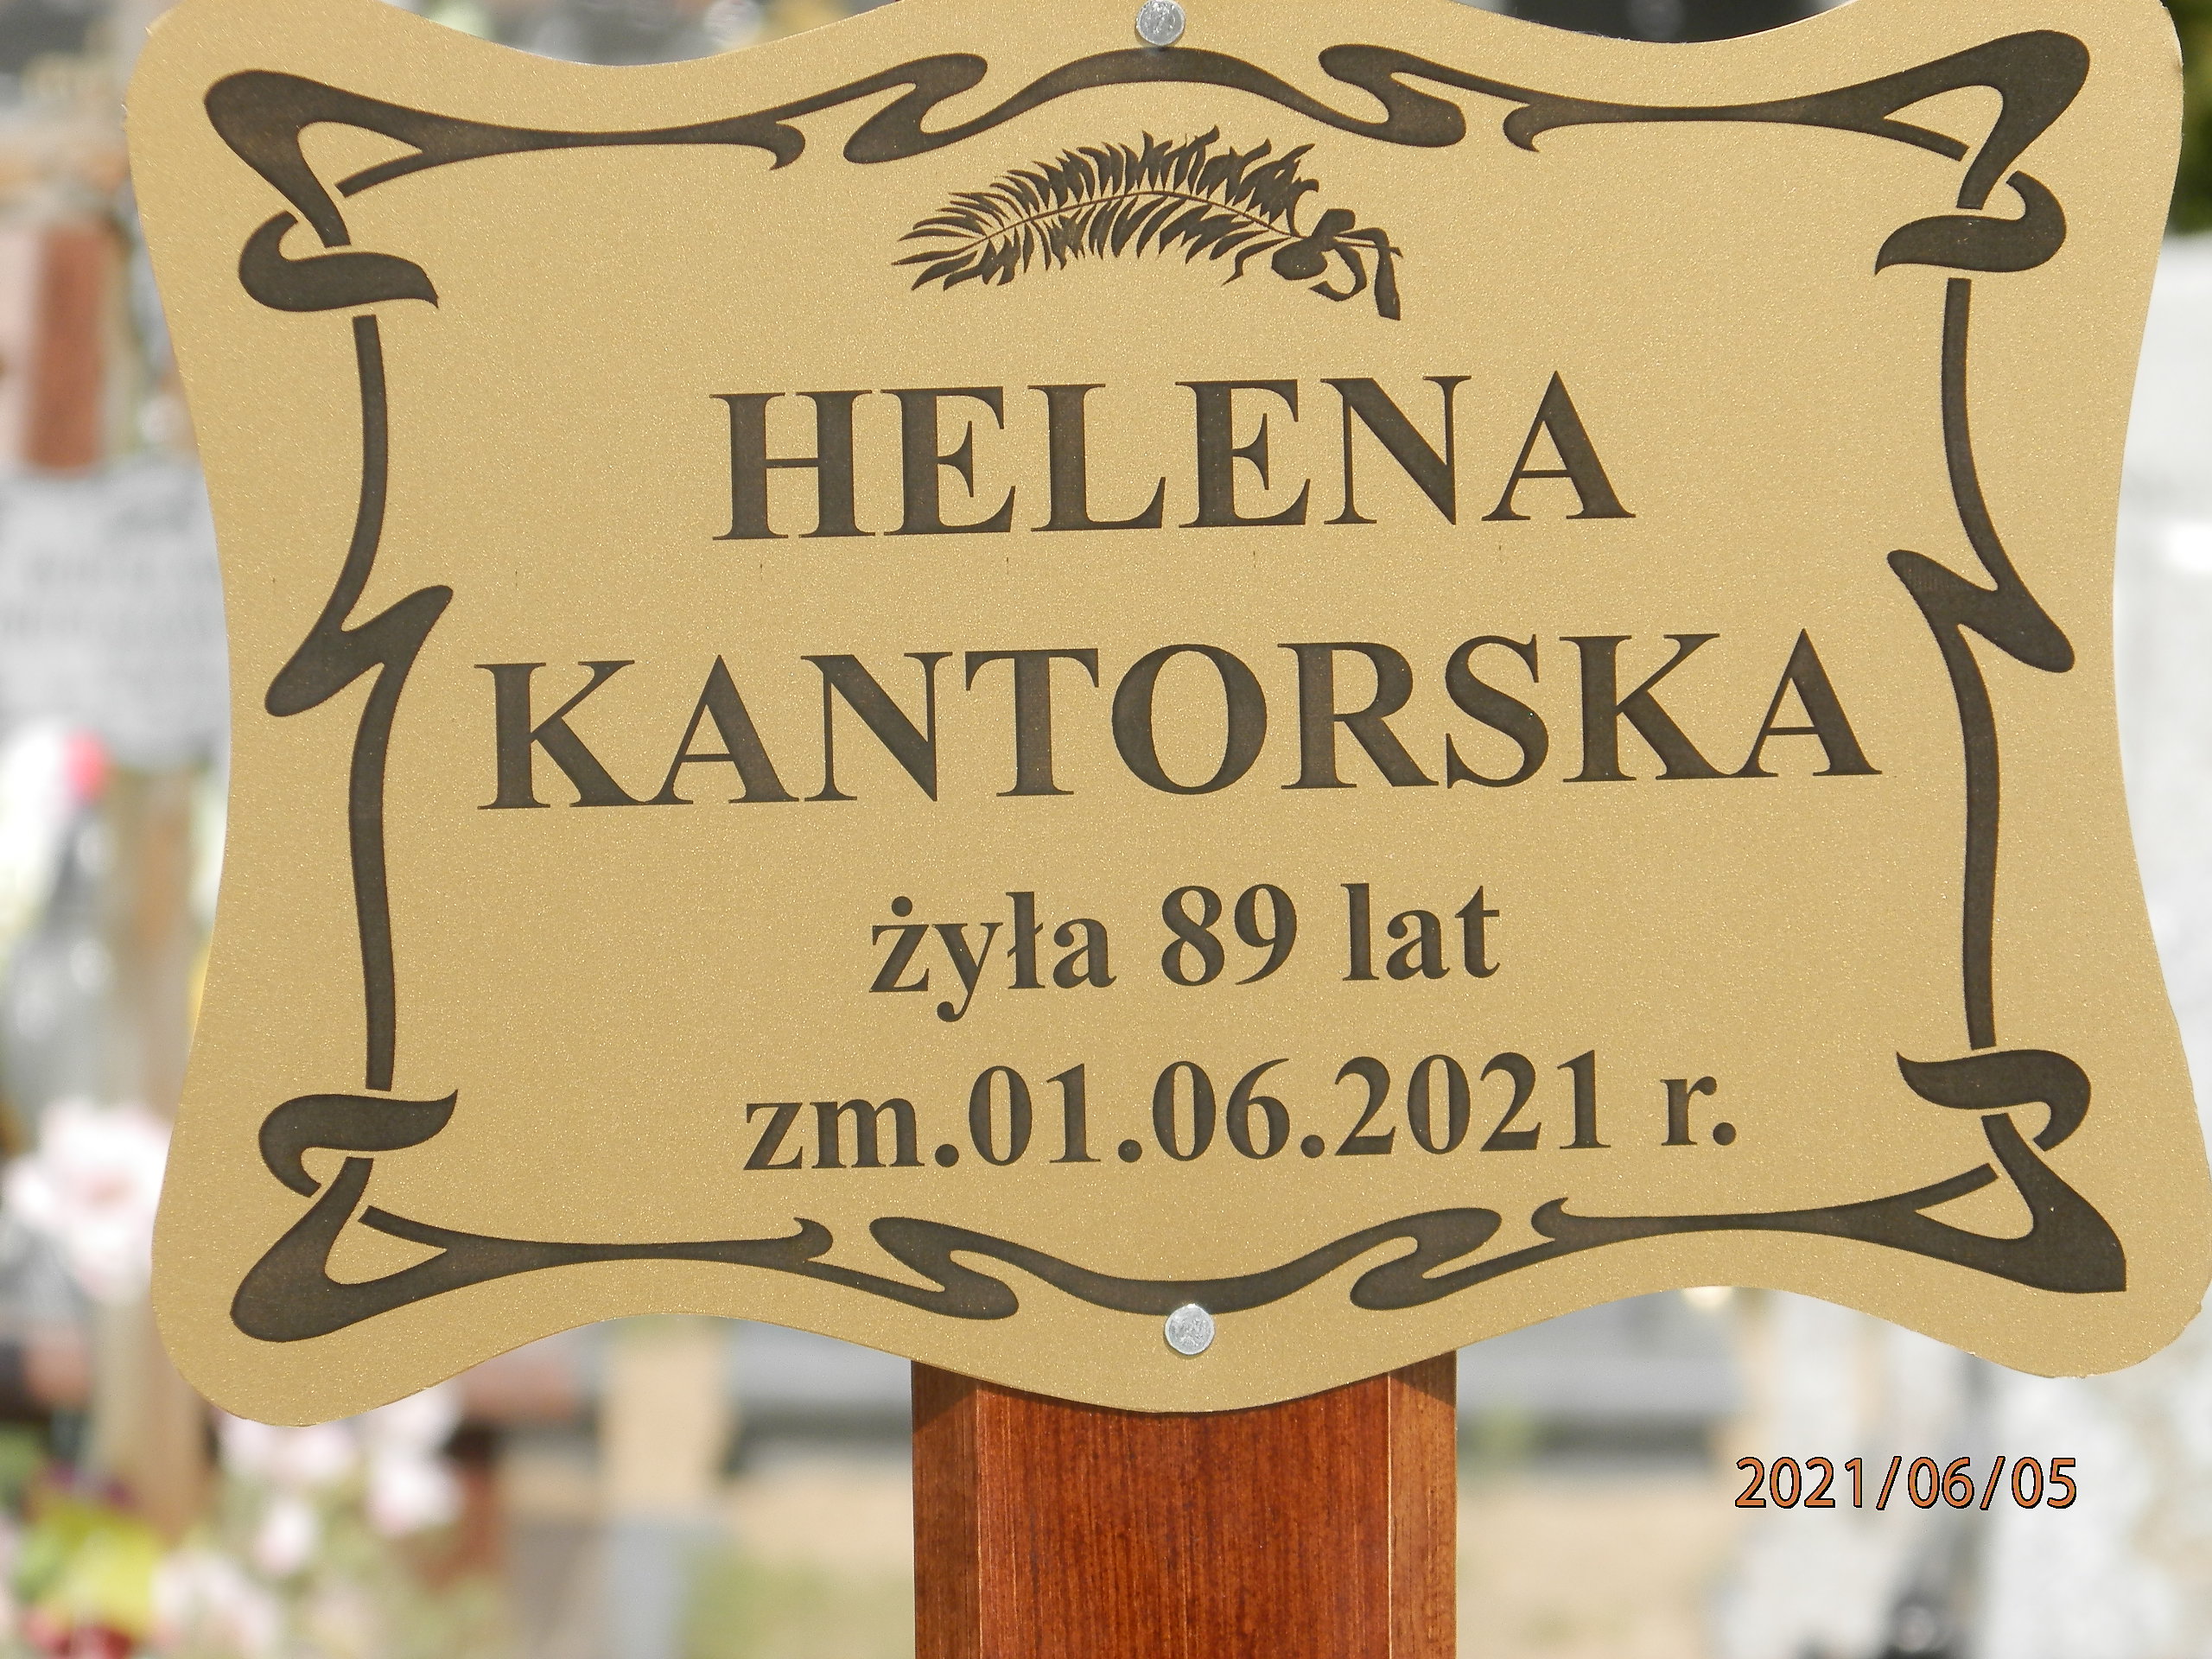 HELENA
KANTORSKA
żyła 89 lat
zm.01.06.2021 r.
2021/06/05